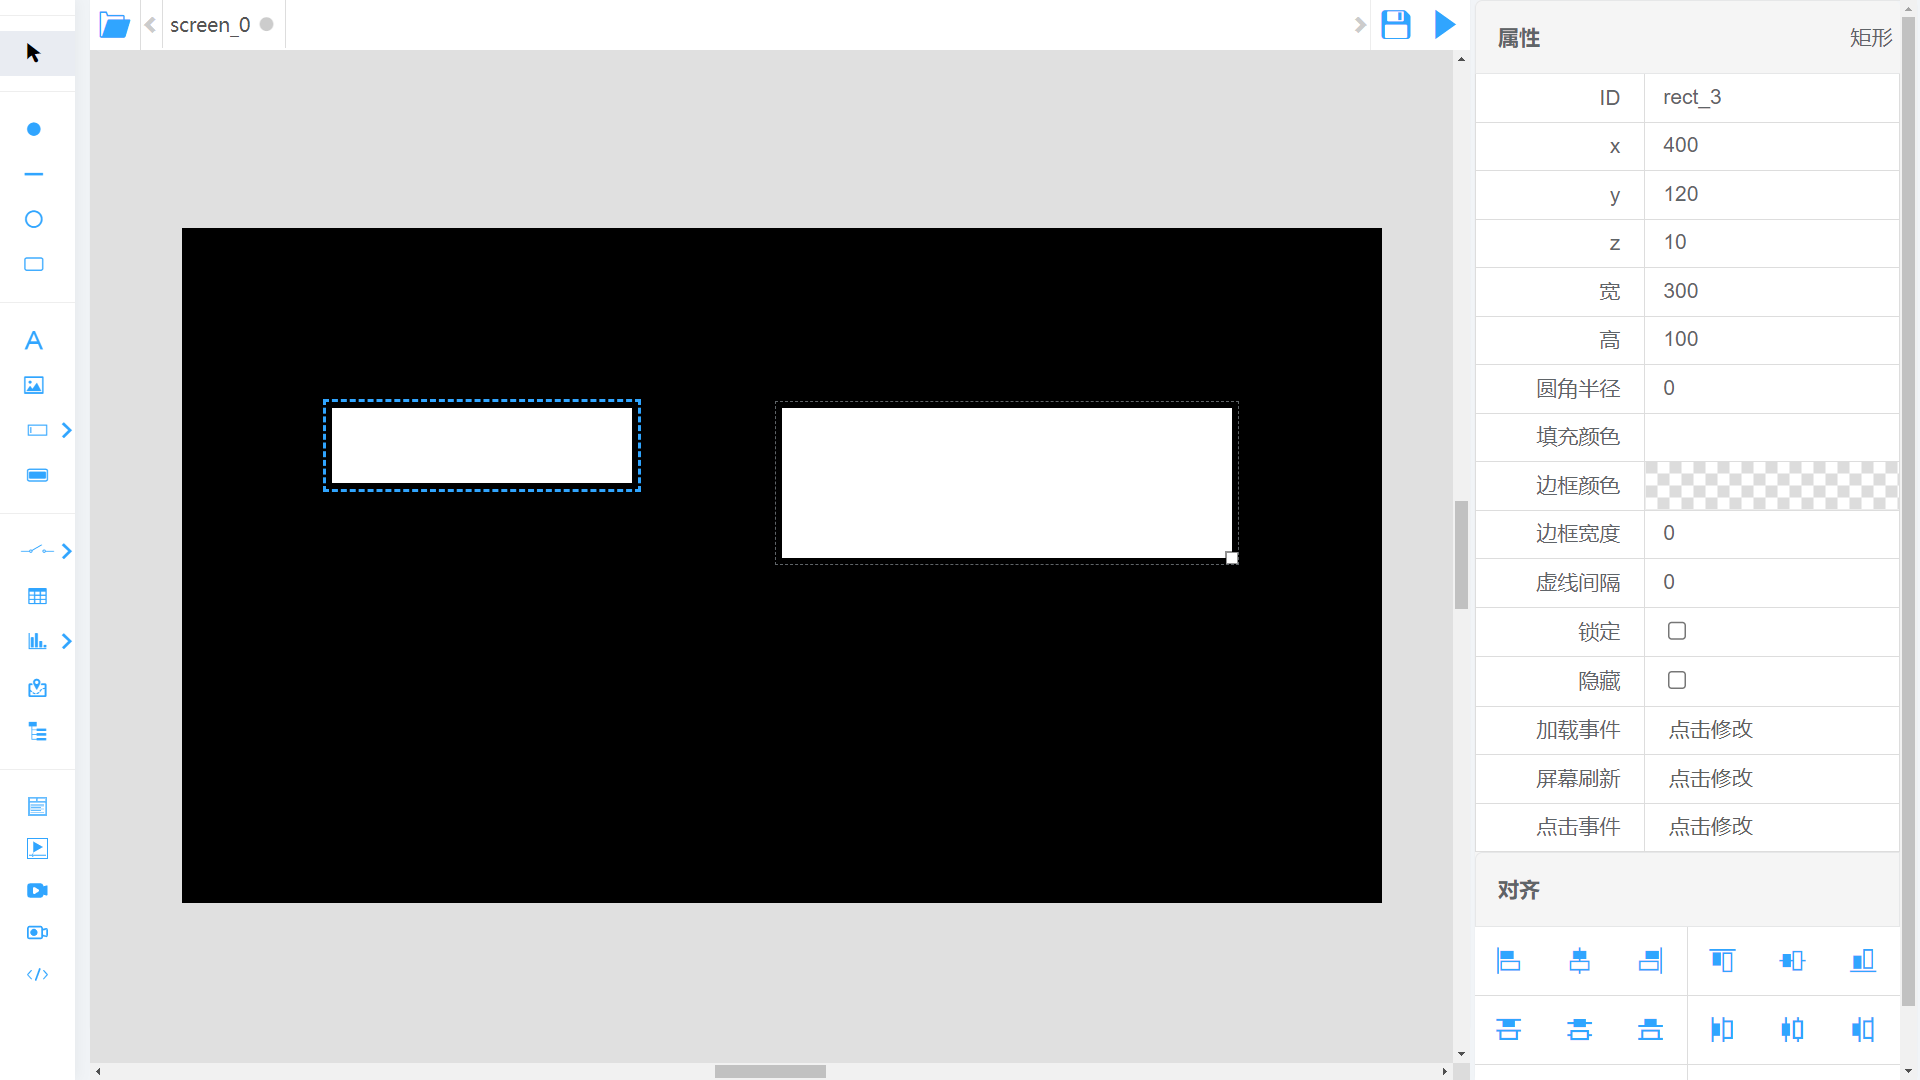 screen_0
属性 矩形
ID rect_3
x 400
y 120
z 10
宽 300
高 100
圆角半径 0
填充颜色
边框颜色
边框宽度 0
虚线间隔 0
锁定
隐藏
加载事件 点击修改
屏幕刷新 点击修改
点击事件 点击修改
对齐